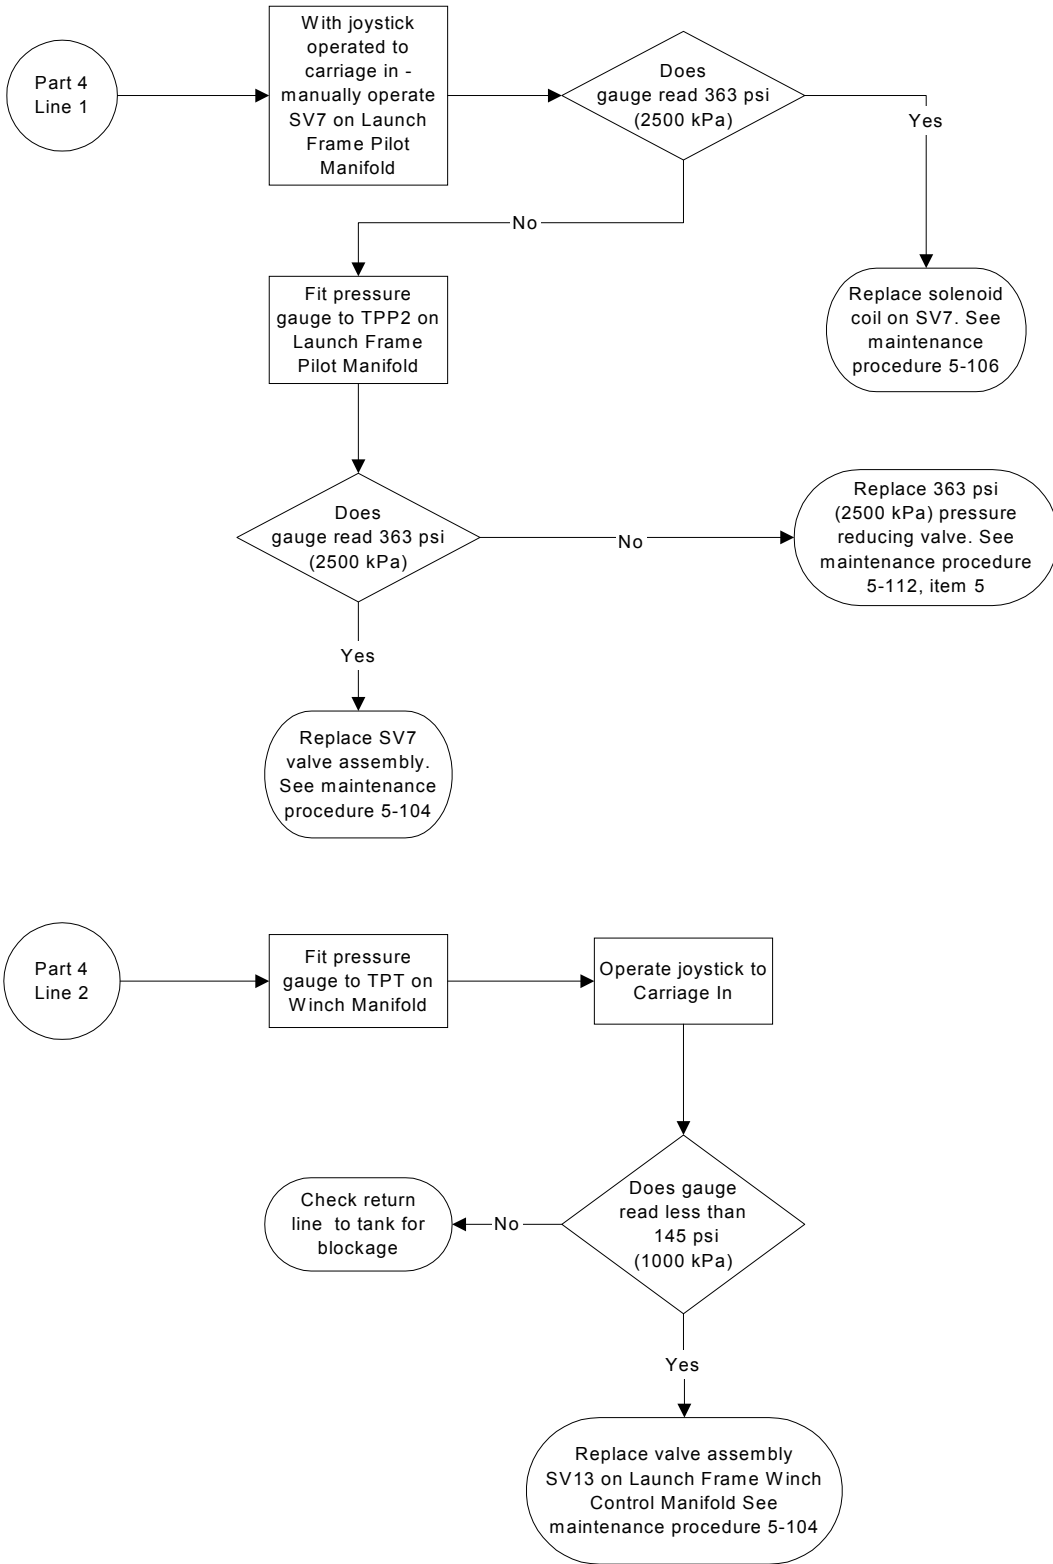 Part 4
Line 1
With joystick
operated to
carriage in -
manually operate
SV7 on Launch
Frame Pilot
Manifold
Does
gauge read 363 psi
(2500 kPa)
Yes
No
Fit pressure
gauge to TPP2 on
Launch Frame
Pilot Manifold
Replace solenoid
coil on SV7. See
maintenance
procedure 5-106
Does
gauge read 363 psi
(2500 kPa)
No
Replace 363 psi
(2500 kPa) pressure
reducing valve. See
maintenance procedure
5-112, item 5
Yes
Replace SV7
valve assembly.
See maintenance
procedure 5-104
Part 4
Line 2
Fit pressure
gauge to TPT on
Winch Manifold
Operate joystick to
Carriage In
Does gauge
read less than
145 psi
(1000 kPa)
No
Check return
line to tank for
blockage
Yes
Replace valve assembly
SV13 on Launch Frame Winch
Control Manifold See
maintenance procedure 5-104